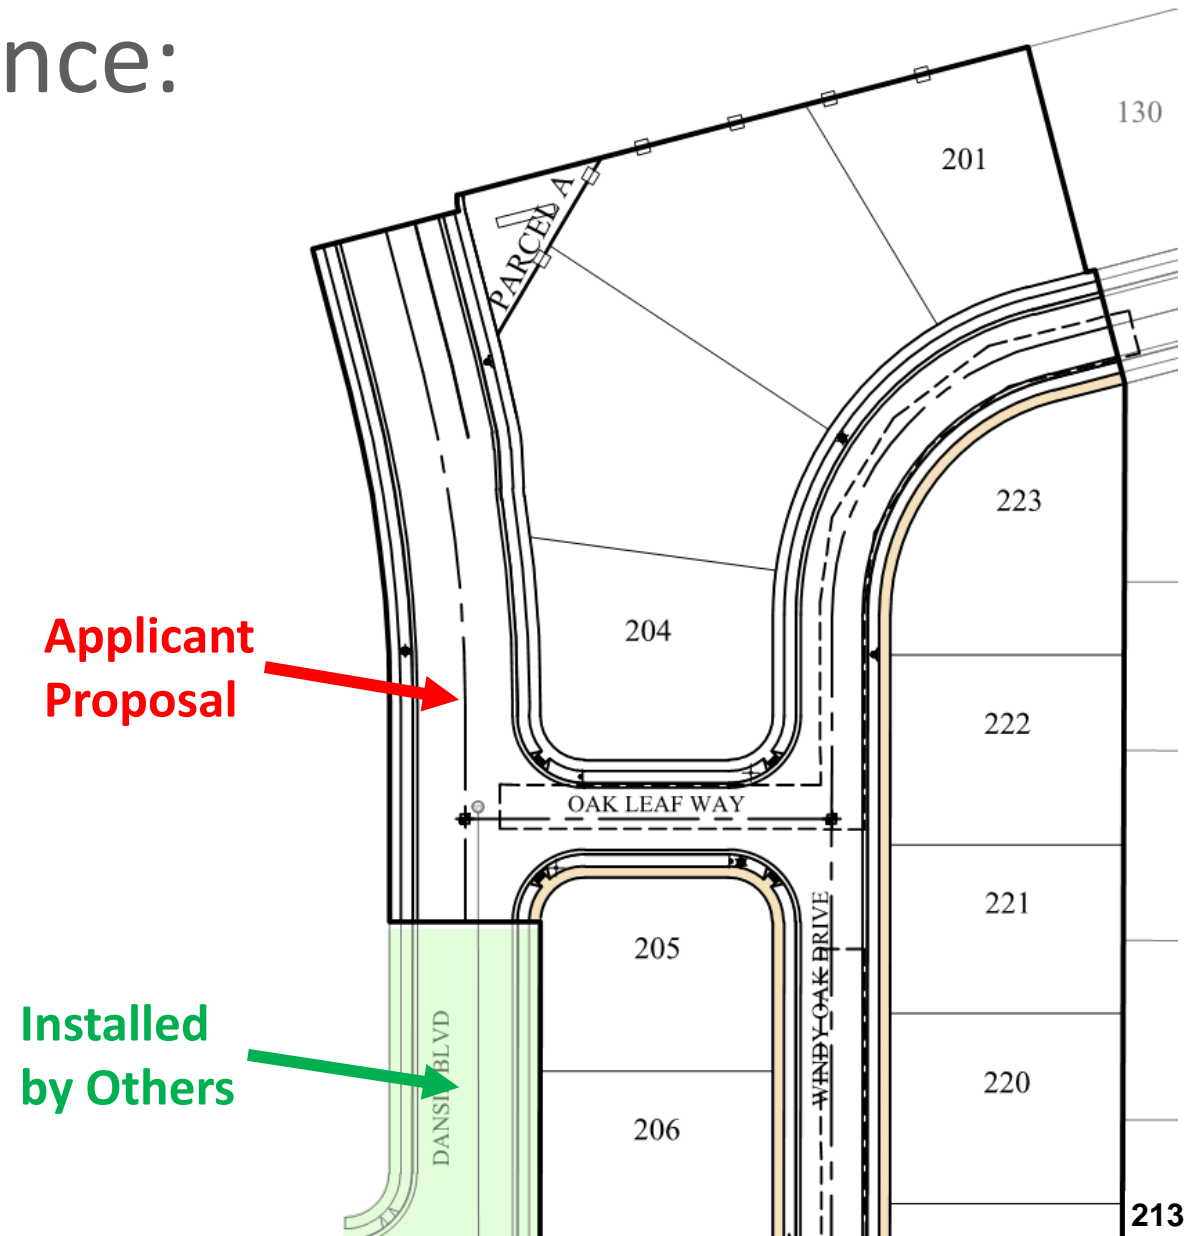 nce:
130
201
PARCEL A
223
Applicant
Proposal
204
222
OAK LEAF WAY
221
205
WINDY OAK DRIVE
Installed
by Others
BLVD
220
206
213